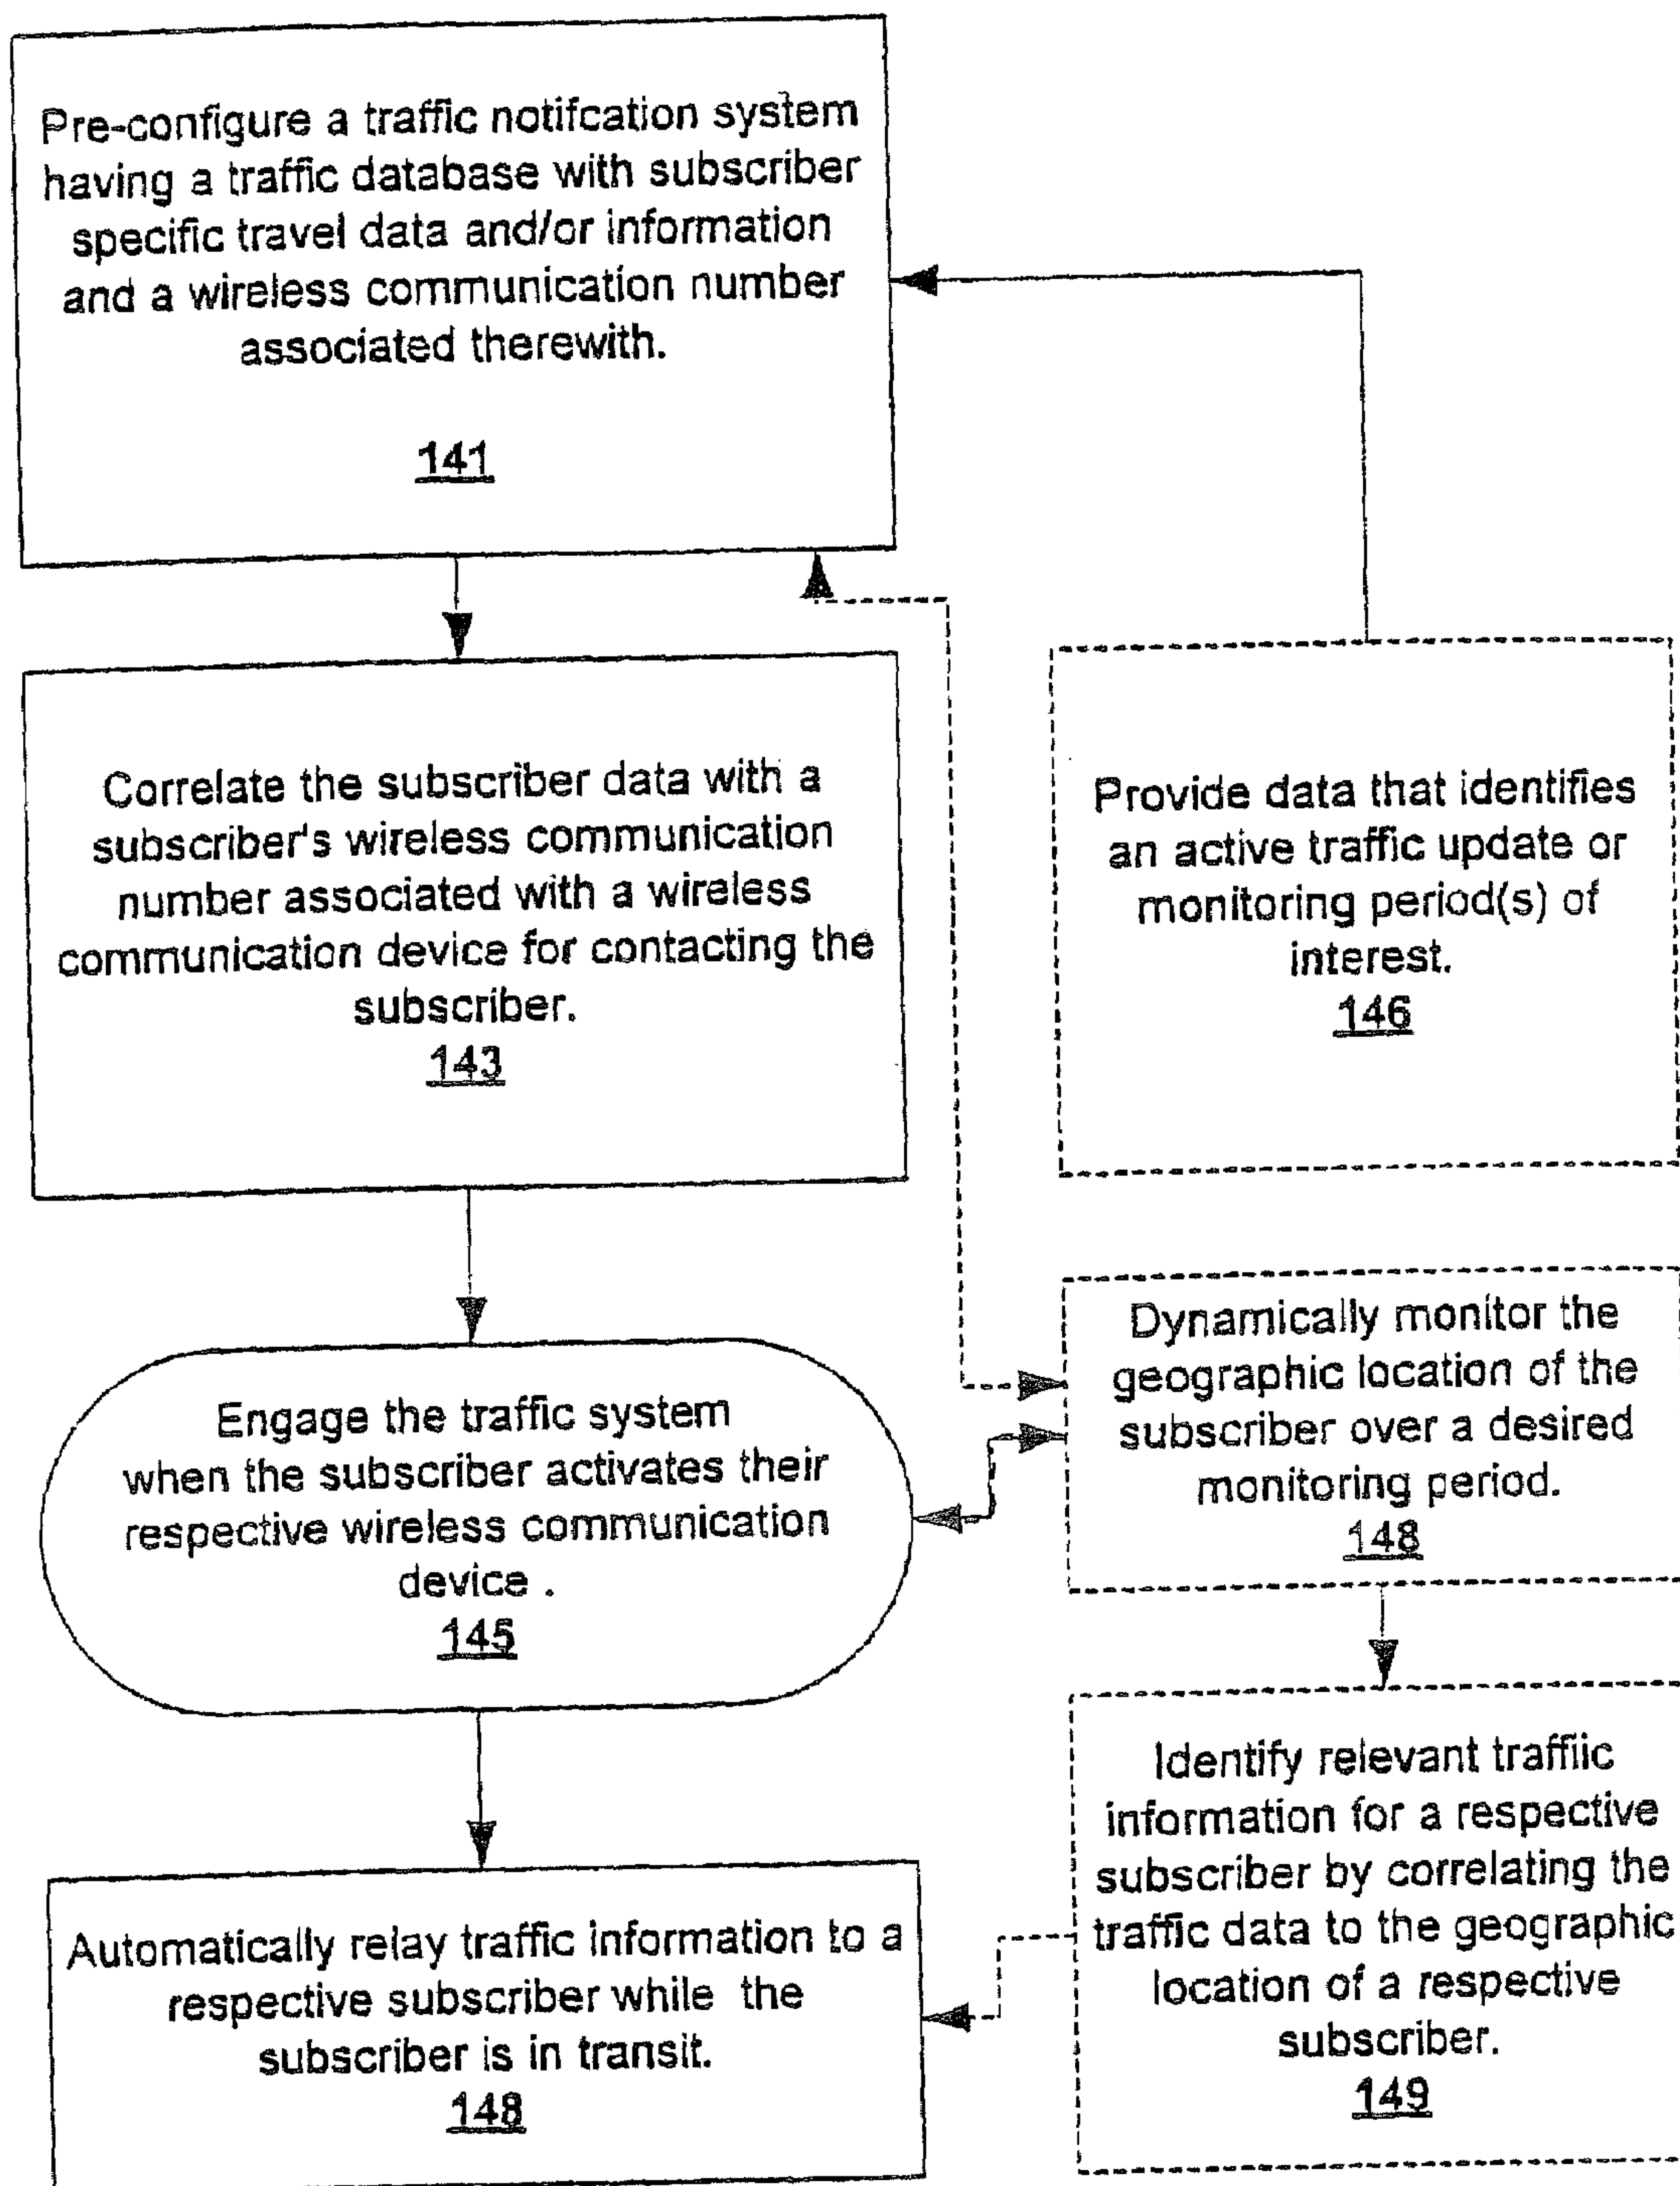 Pre-configure a traffic notifcation system
having a traffic database with subscriber
specific travel data and/or information
and a wireless communication number
associated therewith.
141
Correlate the subscriber data with a
subscriber's wireless communication
number associated with a wireless
communication device for contacting the
subscriber.
143
Provide data that identifies
an active traffic update or
monitoring period(s) of
interest.
146
Engage the traffic system
when the subscriber activates their
respective wireless communication
device .
145
Dynamically monitor the
geographic location of the
subscriber over a desired
monitoring period.
148
Identify relevant traffiic
information for a respective
subscriber by correlating the
traffic data to the geographic
location of a respective
subscriber.
149
Automatically relay traffic information to a
respective subscriber while the
subscriber is in transit.
148